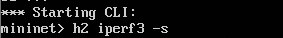 *** Starting CLI:
mininet> h2 iperf3 -s